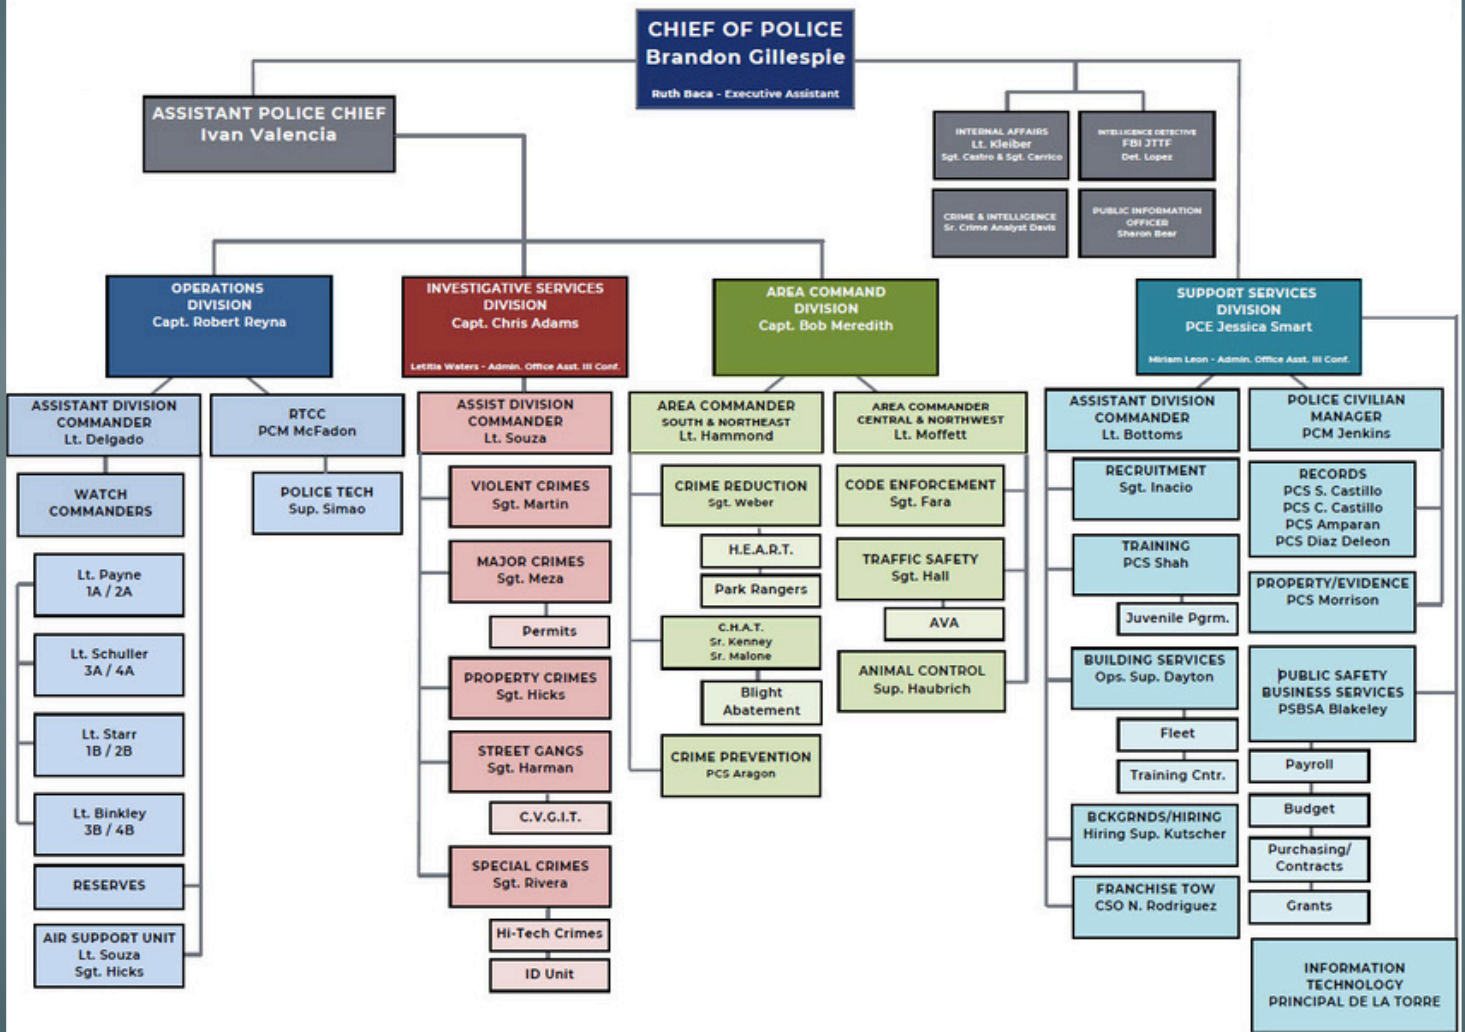 CHIEF OF POLICE
Brandon Gillespie
Ruth Baca - Executive Assistant
ASSISTANT POLICE CHIEF
Ivan Valencia
INTERNAL AFFAIRS
Lt. Kleiber
Sgt. Castro & Sgt. Carrico
INTELLIGENCE DETECTIVE
FBI JTTF
Det. Lopez
CRIME & INTELLIGENCE
Sr. Crime Analyst Davis
PUBLIC INFORMATION
OFFICER
Sharon Bear
OPERATIONS
DIVISION
Capt. Robert Reyna
INVESTIGATIVE SERVICES
DIVISION
Capt. Chris Adams
Letitia Waters - Admin. Office Asst. III Conf.
AREA COMMAND
DIVISION
Capt. Bob Meredith
SUPPORT SERVICES
DIVISION
PCE Jessica Smart
Miriam Leon - Admin. Office Asst. III Conf.
ASSISTANT DIVISION
COMMANDER
Lt. Delgado
RTCC
PCM McFadon
WATCH
COMMANDERS
POLICE TECH
Sup. Simao
Lt. Payne
1A / 2A
Lt. Schuller
3A / 4A
Lt. Starr
1B / 2B
Lt. Binkley
3B / 4B
RESERVES
AIR SUPPORT UNIT
Lt. Souza
Sgt. Hicks
ASSIST DIVISION
COMMANDER
Lt. Souza
VIOLENT CRIMES
Sgt. Martin
MAJOR CRIMES
Sgt. Meza
Permits
PROPERTY CRIMES
Sgt. Hicks
STREET GANGS
Sgt. Harman
C.V.G.I.T.
SPECIAL CRIMES
Sgt. Rivera
Hi-Tech Crimes
ID Unit
AREA COMMANDER
SOUTH & NORTHEAST
Lt. Hammond
CRIME REDUCTION
Sgt. Weber
H.E.A.R.T.
Park Rangers
C.H.A.T.
Sr. Kenney
Sr. Malone
Blight
Abatement
CRIME PREVENTION
PCS Aragon
AREA COMMANDER
CENTRAL & NORTHWEST
Lt. Moffett
CODE ENFORCEMENT
Sgt. Fara
TRAFFIC SAFETY
Sgt. Hall
AVA
ANIMAL CONTROL
Sup. Haubrich
ASSISTANT DIVISION
COMMANDER
Lt. Bottoms
RECRUITMENT
Sgt. Inacio
TRAINING
PCS Shah
Juvenile Pgrm.
BUILDING SERVICES
Ops. Sup. Dayton
Fleet
Training Cntr.
BCKGRNDS/HIRING
Hiring Sup. Kutscher
FRANCHISE TOW
CSO N. Rodriguez
POLICE CIVILIAN
MANAGER
PCM Jenkins
RECORDS
PCS S. Castillo
PCS C. Castillo
PCS Amparan
PCS Diaz Deleon
PROPERTY/EVIDENCE
PCS Morrison
PUBLIC SAFETY
BUSINESS SERVICES
PSBSA Blakeley
Payroll
Budget
Purchasing/
Contracts
Grants
INFORMATION
TECHNOLOGY
PRINCIPAL DE LA TORRE